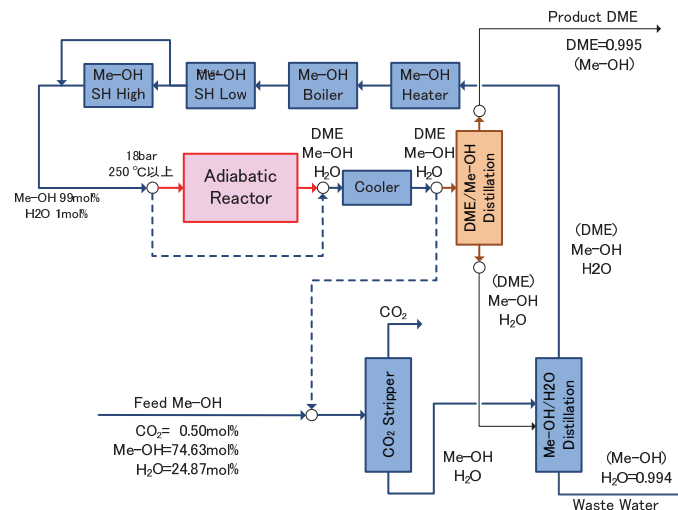 Product DME
DME=0.995
(Me-OH)
Me-OH
SH High
Me-OH
SH Low
Me-OH
Boiler
Me-OH
Heater
18bar
250 ℃以上
Adiabatic
Reactor
DME
Me-OH
H₂O
Cooler
DME
Me-OH
H₂O
DME/Me-OH
Distillation
Me-OH 99mol%
H2O 1mol%
(DME)
Me-OH
H2O
(DME)
Me-OH
H₂O
CO₂
CO₂ Stripper
Feed Me-OH
CO₂= 0.50mol%
Me-OH=74.63mol%
H₂O=24.87mol%
Me-OH
H₂O
Me-OH/H2O
Distillation
(Me-OH)
H₂O=0.994
Waste Water